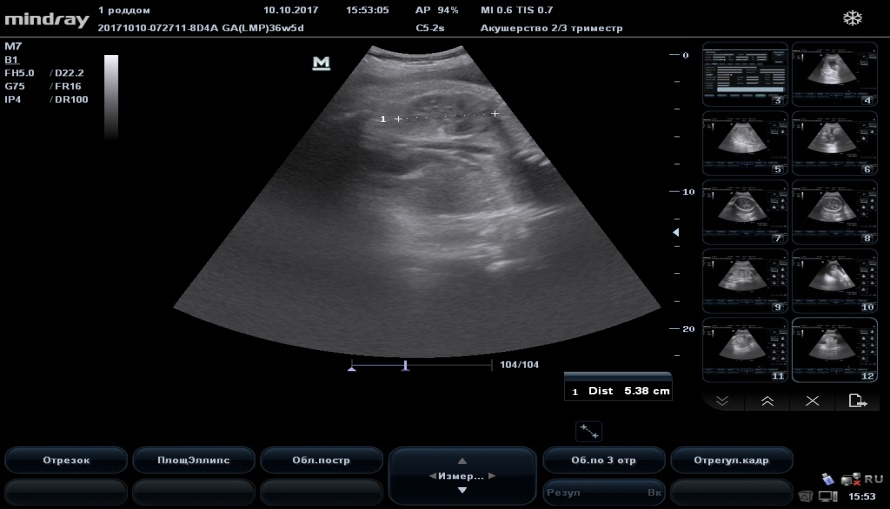 mindray
1 роддом 10.10.2017 15:53:05 AP 94% MI 0.6 TIS 0.7
20171010-072711-8D4A GA(LMP)36w5d C5-2s Акушерство 2/3 триместр
M7
B1
FH5.0 / D22.2
G75 / FR16
IP4 / DR100
M
1
0
10
20
3 4
5 6
7 8
9 10
11 12
104/104
1 Dist 5.38 cm
Отрезок ПлощЭллипс Обл.постр Измер... Об.по 3 отр Отрегул.кадр
Резул Вк
RU
15:53